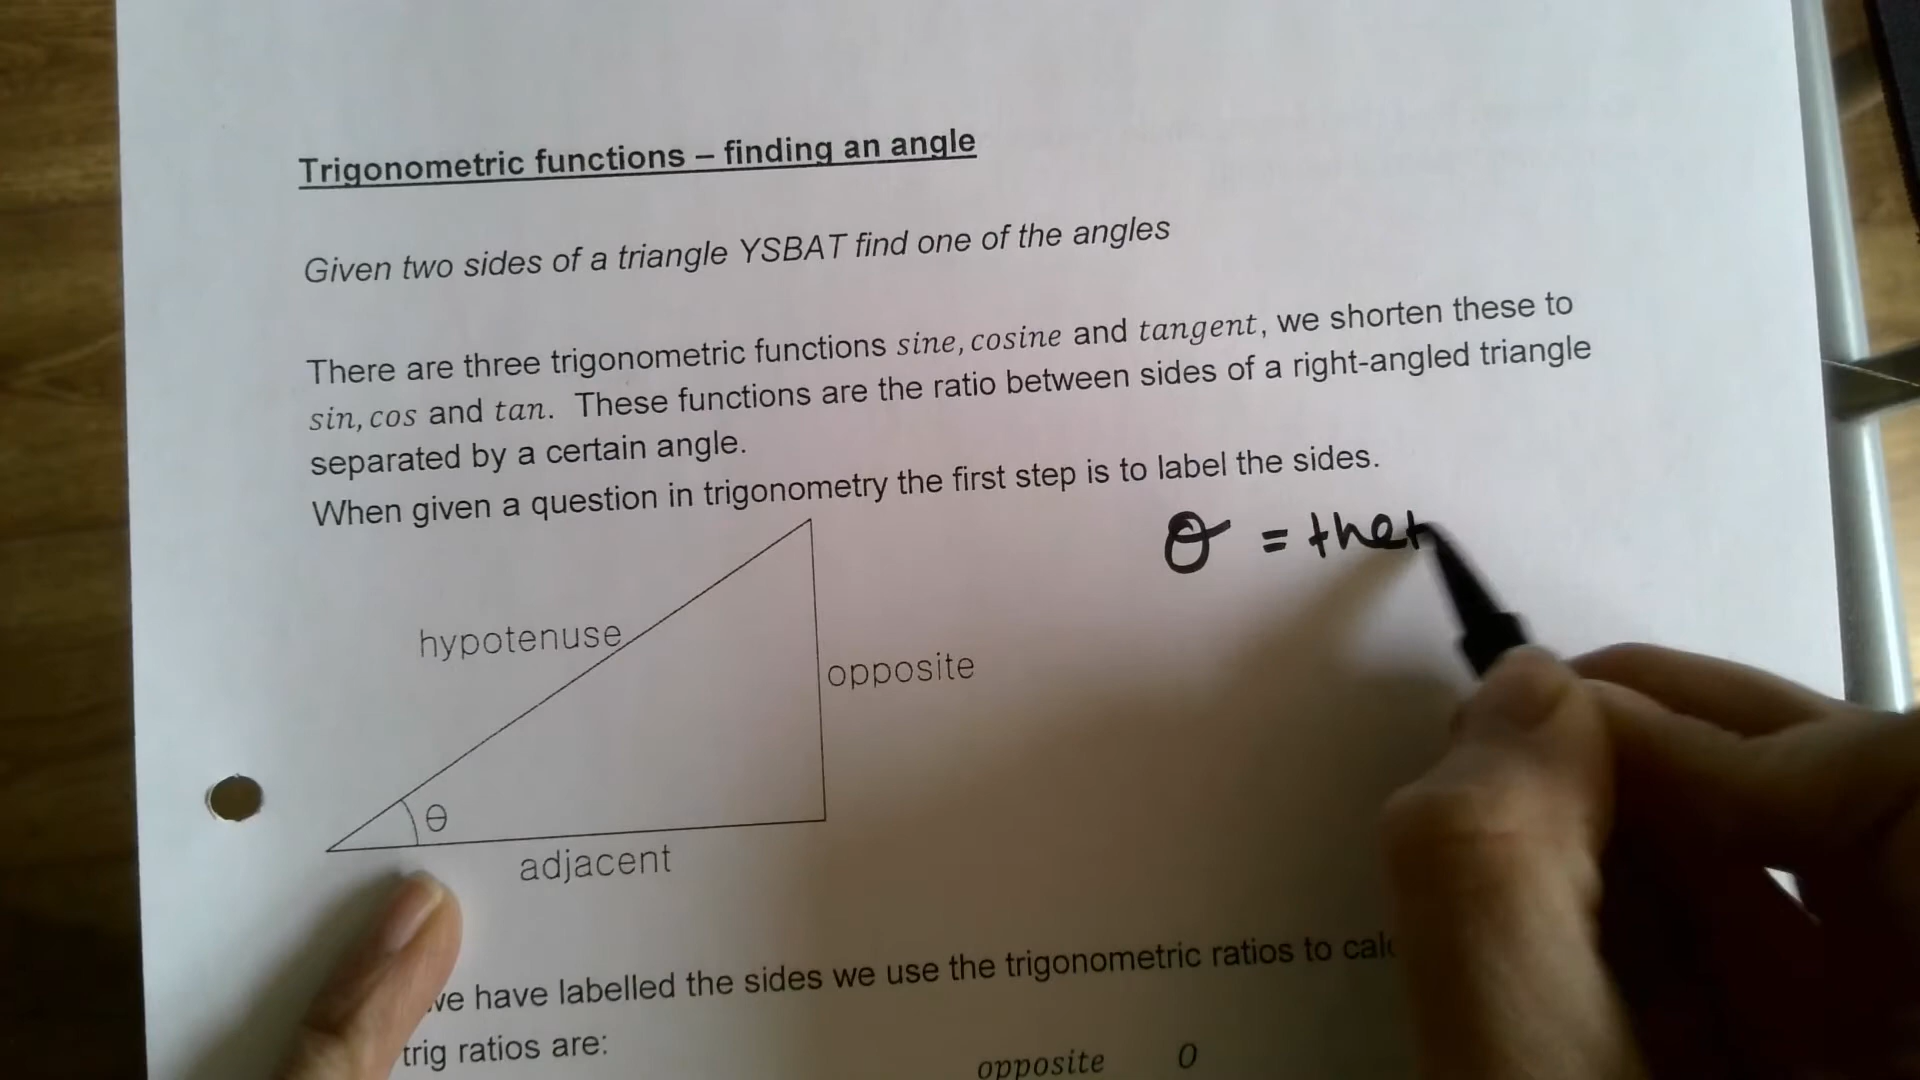 Trigonometric functions – finding an angle
Given two sides of a triangle YSBAT find one of the angles
There are three trigonometric functions sine, cosine and tangent, we shorten these to
sin, cos and tan. These functions are the ratio between sides of a right-angled triangle
separated by a certain angle.
When given a question in trigonometry the first step is to label the sides.
θ = thet
hypotenuse
opposite
θ
adjacent
we have labelled the sides we use the trigonometric ratios to calc
trig ratios are:
opposite O